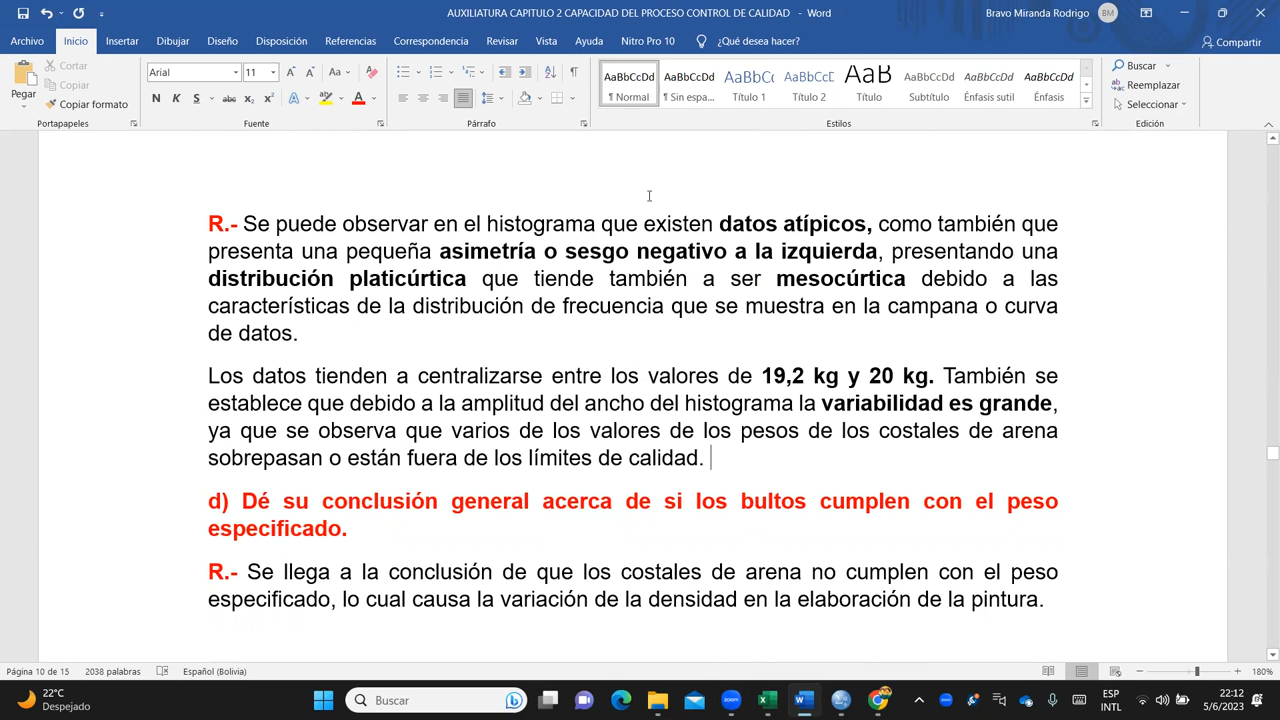 AUXILIATURA CAPITULO 2 CAPACIDAD DEL PROCESO CONTROL DE CALIDAD - Word
Bravo Miranda Rodrigo
BM
Archivo Inicio Insertar Dibujar Diseño Disposición Referencias Correspondencia Revisar Vista Ayuda Nitro Pro 10 ¿Qué desea hacer? Compartir
Pegar
Cortar
Copiar
Copiar formato
Portapapeles
Arial 11
Aa
N K S abc x₂ x²
Fuente
Párrafo
AaBbCcDd ¶ Normal
AaBbCcDd ¶ Sin espa...
AaBbCc Título 1
AaBbCcD Título 2
AaB Título
AaBbCcD Subtítulo
AaBbCcDd Énfasis sutil
AaBbCcDd Énfasis
Estilos
Buscar
Reemplazar
Seleccionar
Edición
R.- Se puede observar en el histograma que existen datos atípicos, como también que
presenta una pequeña asimetría o sesgo negativo a la izquierda, presentando una
distribución platicúrtica que tiende también a ser mesocúrtica debido a las
características de la distribución de frecuencia que se muestra en la campana o curva
de datos.
Los datos tienden a centralizarse entre los valores de 19,2 kg y 20 kg. También se
establece que debido a la amplitud del ancho del histograma la variabilidad es grande,
ya que se observa que varios de los valores de los pesos de los costales de arena
sobrepasan o están fuera de los límites de calidad.
d) Dé su conclusión general acerca de si los bultos cumplen con el peso
especificado.
R.- Se llega a la conclusión de que los costales de arena no cumplen con el peso
especificado, lo cual causa la variación de la densidad en la elaboración de la pintura.
Página 10 de 15 2038 palabras Español (Bolivia) 180%
22°C
Despejado
Buscar
ESP
INTL
22:12
5/6/2023